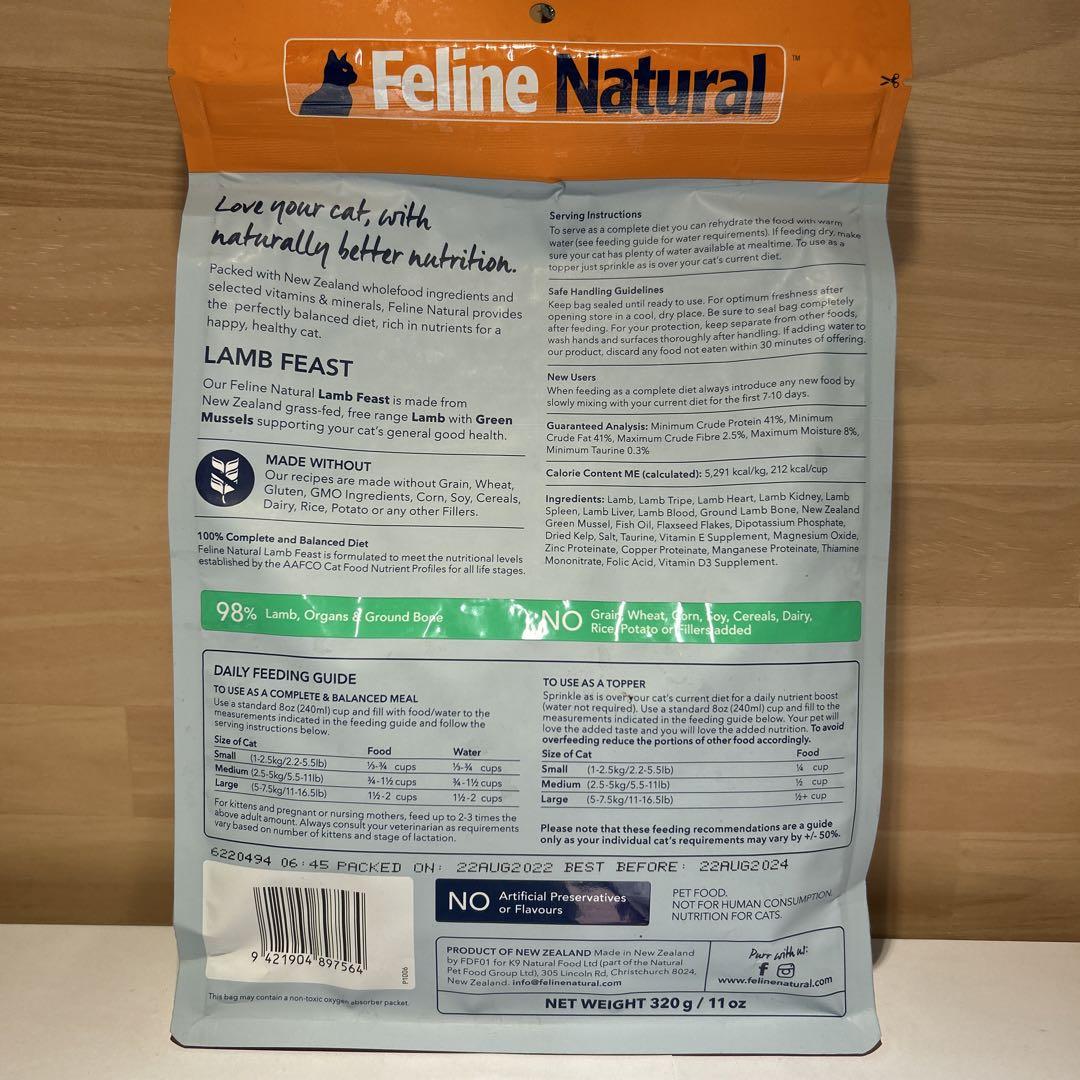 Feline Natural™
Love your cat, with
naturally better nutrition.
Packed with New Zealand wholefood ingredients and
selected vitamins & minerals, Feline Natural provides
the perfectly balanced diet, rich in nutrients for a
happy, healthy cat.
LAMB FEAST
Our Feline Natural Lamb Feast is made from
New Zealand grass-fed, free range Lamb with Green
Mussels supporting your cat's general good health.
MADE WITHOUT
Our recipes are made without Grain, Wheat,
Gluten, GMO Ingredients, Corn, Soy, Cereals,
Dairy, Rice, Potato or any other Fillers.
100% Complete and Balanced Diet
Feline Natural Lamb Feast is formulated to meet the nutritional levels
established by the AAFCO Cat Food Nutrient Profiles for all life stages.
Serving Instructions
To serve as a complete diet you can rehydrate the food with warm
water (see feeding guide for water requirements). If feeding dry, make
sure your cat has plenty of water available at mealtime. To use as a
topper just sprinkle as is over your cat's current diet.
Safe Handling Guidelines
Keep bag sealed until ready to use. For optimum freshness after
opening store in a cool, dry place. Be sure to seal bag completely
after feeding. For your protection, keep separate from other foods,
wash hands and surfaces thoroughly after handling. If adding water to
our product, discard any food not eaten within 30 minutes of offering.
New Users
When feeding as a complete diet always introduce any new food by
slowly mixing with your current diet for the first 7-10 days.
Guaranteed Analysis: Minimum Crude Protein 41%, Minimum
Crude Fat 41%, Maximum Crude Fibre 2.5%, Maximum Moisture 8%,
Minimum Taurine 0.3%
Calorie Content ME (calculated): 5,291 kcal/kg, 212 kcal/cup
Ingredients: Lamb, Lamb Tripe, Lamb Heart, Lamb Kidney, Lamb
Spleen, Lamb Liver, Lamb Blood, Ground Lamb Bone, New Zealand
Green Mussel, Fish Oil, Flaxseed Flakes, Dipotassium Phosphate,
Dried Kelp, Salt, Taurine, Vitamin E Supplement, Magnesium Oxide,
Zinc Proteinate, Copper Proteinate, Manganese Proteinate, Thiamine
Mononitrate, Folic Acid, Vitamin D3 Supplement.
98% Lamb, Organs & Ground Bone
NO Grain, Wheat, Corn, Soy, Cereals, Dairy,
Rice, Potato or Fillers added
DAILY FEEDING GUIDE
TO USE AS A COMPLETE & BALANCED MEAL
Use a standard 8oz (240ml) cup and fill with food/water to the
measurements indicated in the feeding guide and follow the
serving instructions below.
Size of Cat Food Water
Small (1-2.5kg/2.2-5.5lb) ⅓-¾ cups ⅓-¾ cups
Medium (2.5-5kg/5.5-11lb) ¾-1½ cups ¾-1½ cups
Large (5-7.5kg/11-16.5lb) 1½-2 cups 1½-2 cups
For kittens and pregnant or nursing mothers, feed up to 2-3 times the
above adult amount. Always consult your veterinarian as requirements
vary based on number of kittens and stage of lactation.
TO USE AS A TOPPER
Sprinkle as is over your cat's current diet for a daily nutrient boost
(water not required). Use a standard 8oz (240ml) cup and fill to the
measurements indicated in the feeding guide below. Your pet will
love the added taste and you will love the added nutrition. To avoid
overfeeding reduce the portions of other food accordingly.
Size of Cat Food
Small (1-2.5kg/2.2-5.5lb) ¼ cup
Medium (2.5-5kg/5.5-11lb) ½ cup
Large (5-7.5kg/11-16.5lb) ½+ cup
Please note that these feeding recommendations are a guide
only as your individual cat's requirements may vary by +/- 50%.
6220494 06:45 PACKED ON: 22AUG2022 BEST BEFORE: 22AUG2024
9 421904 897564
P1006
This bag may contain a non-toxic oxygen absorber packet.
NO Artificial Preservatives
or Flavours
PET FOOD.
NOT FOR HUMAN CONSUMPTION.
NUTRITION FOR CATS.
PRODUCT OF NEW ZEALAND Made in New Zealand
by FDF01 for K9 Natural Food Ltd (part of the Natural
Pet Food Group Ltd), 305 Lincoln Rd, Christchurch 8024,
New Zealand. info@felinenatural.com
Purr with us:
www.felinenatural.com
NET WEIGHT 320 g / 11 oz